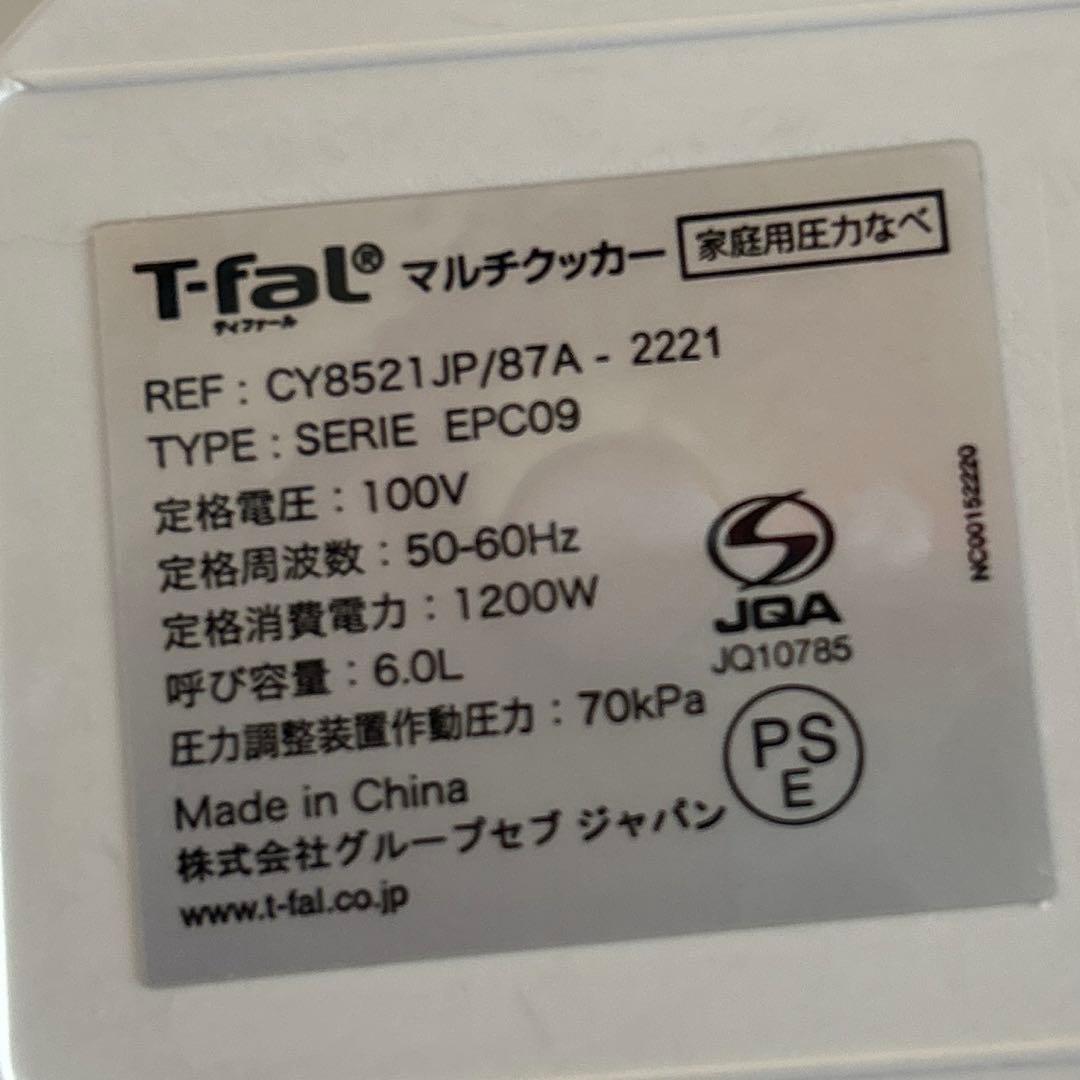 T-fal® マルチクッカー 家庭用圧力なべ
ティファール
REF : CY8521JP/87A - 2221
TYPE : SERIE EPC09
定格電圧 : 100V
定格周波数 : 50-60Hz
定格消費電力 : 1200W
呼び容量 : 6.0L
圧力調整装置作動圧力 : 70kPa
Made in China
株式会社グループセブ ジャパン
www.t-fal.co.jp
JQA
JQ10785
PS
E
NC00152220